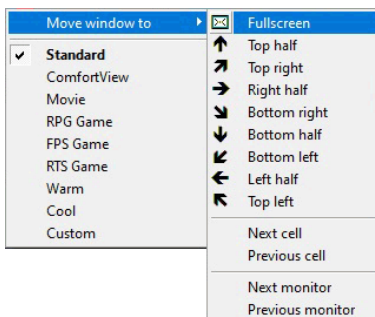 Move window to
Standard
ComfortView
Movie
RPG Game
FPS Game
RTS Game
Warm
Cool
Custom
Fullscreen
Top half
Top right
Right half
Bottom right
Bottom half
Bottom left
Left half
Top left
Next cell
Previous cell
Next monitor
Previous monitor